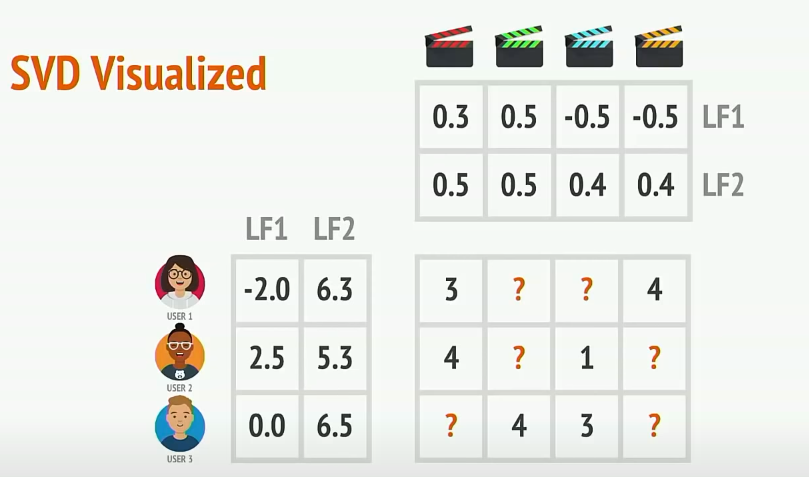 SVD Visualized
0.3 0.5 -0.5 -0.5 LF1
0.5 0.5 0.4 0.4 LF2
LF1 LF2
-2.0 6.3 3 ? ? 4
USER 1
2.5 5.3 4 ? 1 ?
USER 2
0.0 6.5 ? 4 3 ?
USER 3